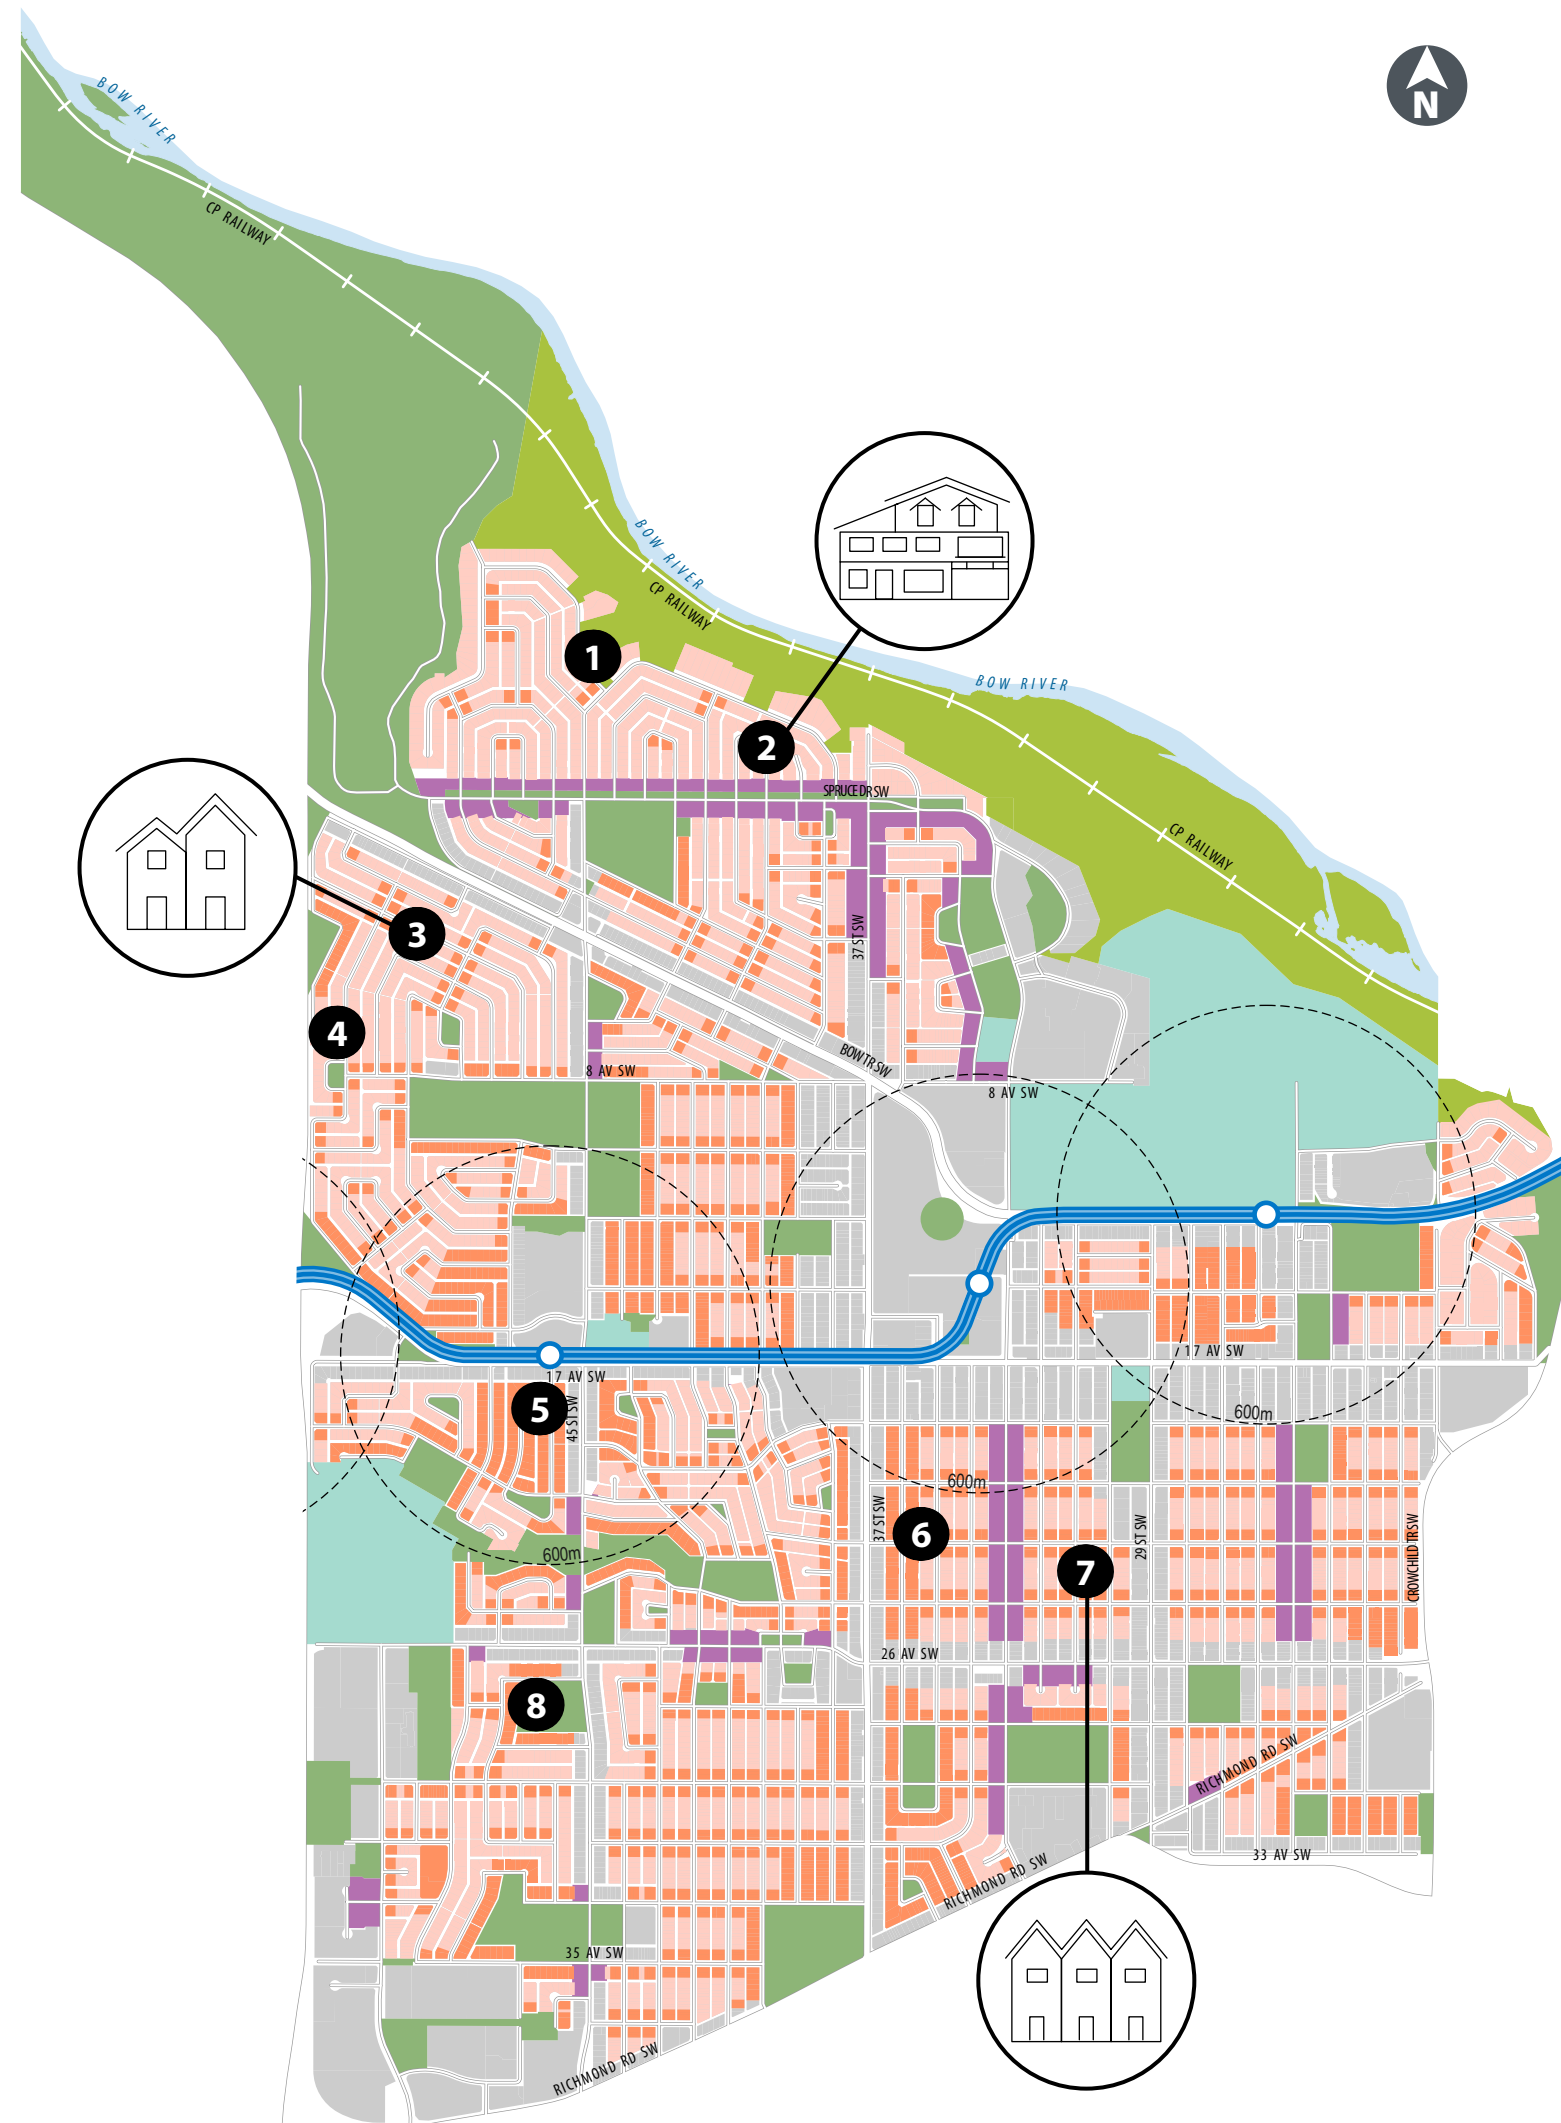 BOW RIVER
N
CP RAILWAY
BOW RIVER
CP RAILWAY
1
BOW RIVER
2
SPRUCE DR SW
CP RAILWAY
3
37 ST SW
4
BOW TR SW
8 AV SW
8 AV SW
17 AV SW
17 AV SW
5
45 ST SW
600m
600m
37 ST SW
6
29 ST SW
CROWCHILD TR SW
600m
7
26 AV SW
8
RICHMOND RD SW
33 AV SW
RICHMOND RD SW
35 AV SW
RICHMOND RD SW